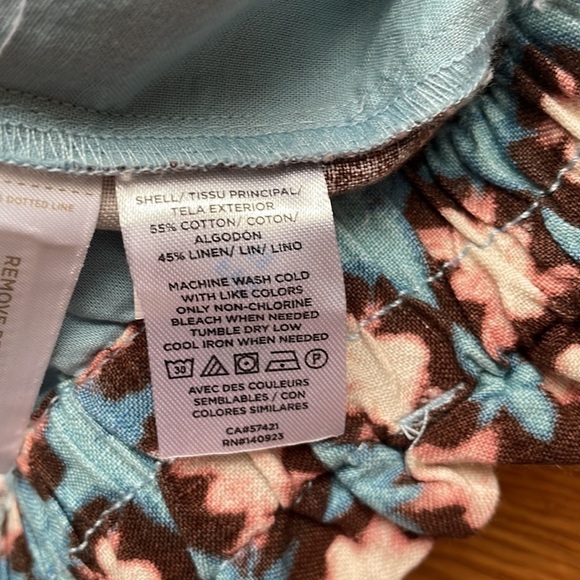 SHELL/ TISSU PRINCIPAL/
TELA EXTERIOR
55% COTTON/ COTON/
ALGODÓN
45% LINEN/ LIN/ LINO
MACHINE WASH COLD
WITH LIKE COLORS
ONLY NON-CHLORINE
BLEACH WHEN NEEDED
TUMBLE DRY LOW
COOL IRON WHEN NEEDED
30 P
AVEC DES COULEURS
SEMBLABLES / CON
COLORES SIMILARES
CA#57421
RN#140923
DOTTED LINE
REMOVE